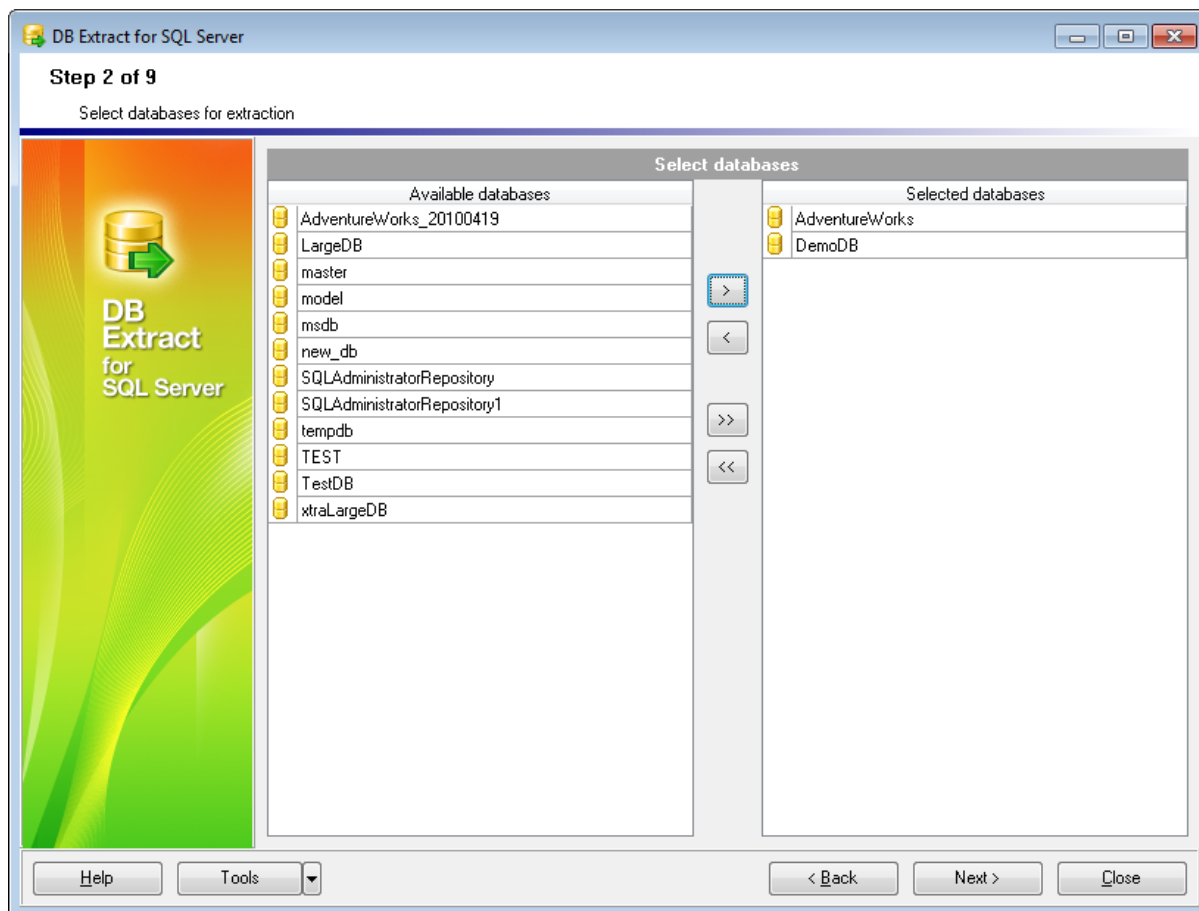 DB Extract for SQL Server
Step 2 of 9
Select databases for extraction
DB
Extract
for
SQL Server
Select databases
Available databases
AdventureWorks_20100419
LargeDB
master
model
msdb
new_db
SQLAdministratorRepository
SQLAdministratorRepository1
tempdb
TEST
TestDB
xtraLargeDB
>
<
>>
<<
Selected databases
AdventureWorks
DemoDB
Help
Tools
< Back
Next >
Close